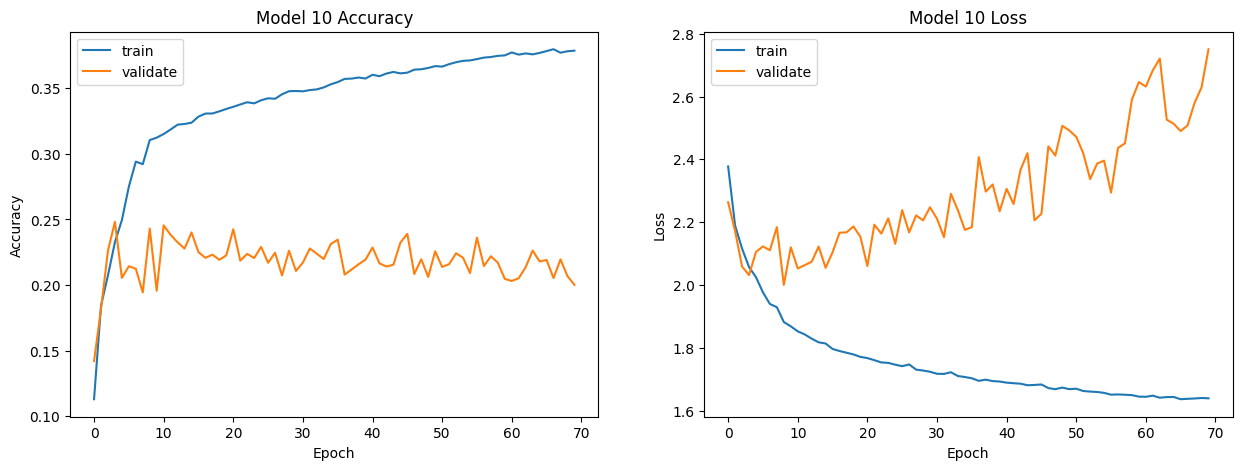 Model 10 Accuracy
train
validate
0.35
0.30
0.25
0.20
0.15
0.10
Accuracy
0 10 20 30 40 50 60 70
Epoch
Model 10 Loss
train
validate
2.8
2.6
2.4
2.2
2.0
1.8
1.6
Loss
0 10 20 30 40 50 60 70
Epoch